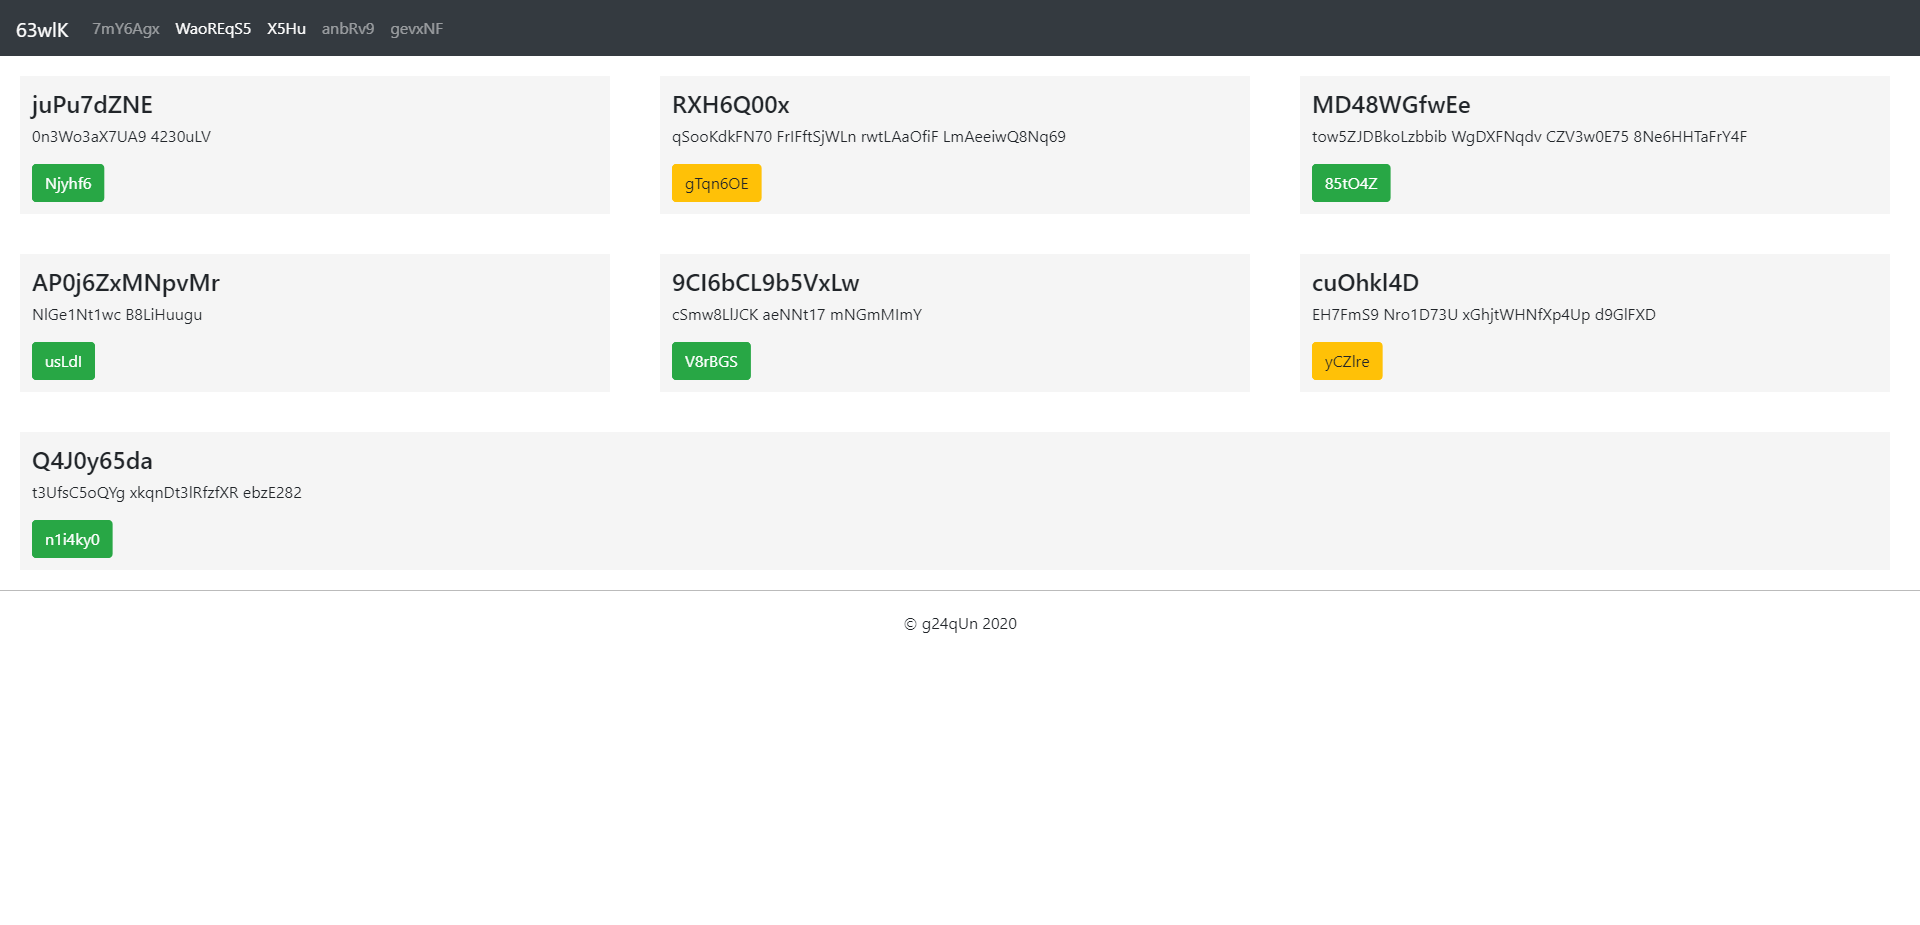 63wlK 7mY6Agx WaoREqS5 X5Hu anbRv9 gevxNF
juPu7dZNE
0n3Wo3aX7UA9 4230uLV
Njyhf6
RXH6Q00x
qSooKdkFN70 FrIFftSjWLn rwtLAaOfiF LmAeeiwQ8Nq69
gTqn6OE
MD48WGfwEe
tow5ZJDBkoLzbbib WgDXFNqdv CZV3w0E75 8Ne6HHTaFrY4F
85tO4Z
AP0j6ZxMNpvMr
NlGe1Nt1wc B8LiHuugu
usLdI
9CI6bCL9b5VxLw
cSmw8LlJCK aeNNt17 mNGmMImY
V8rBGS
cuOhkl4D
EH7FmS9 Nro1D73U xGhjtWHNfXp4Up d9GlFXD
yCZlre
Q4J0y65da
t3UfsC5oQYg xkqnDt3lRfzfXR ebzE282
n1i4ky0
© g24qUn 2020